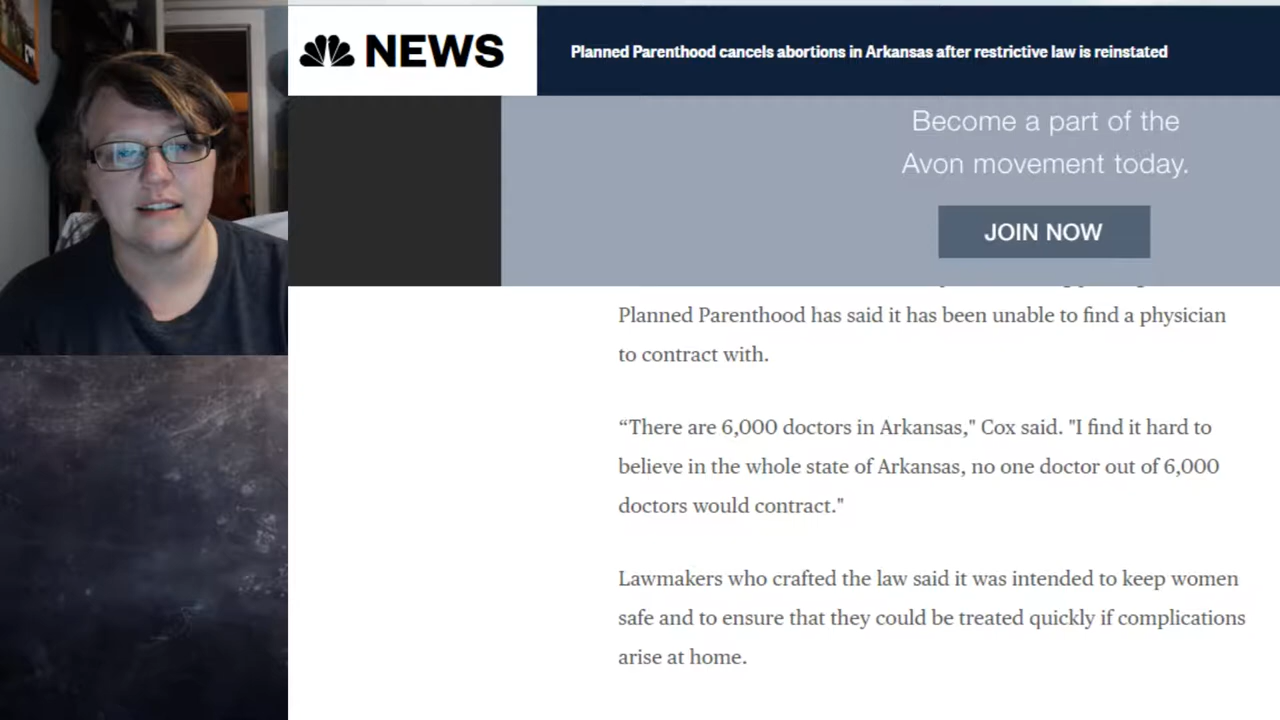 NEWS
Planned Parenthood cancels abortions in Arkansas after restrictive law is reinstated
Become a part of the
Avon movement today.
JOIN NOW
Planned Parenthood has said it has been unable to find a physician
to contract with.
“There are 6,000 doctors in Arkansas," Cox said. "I find it hard to
believe in the whole state of Arkansas, no one doctor out of 6,000
doctors would contract."
Lawmakers who crafted the law said it was intended to keep women
safe and to ensure that they could be treated quickly if complications
arise at home.